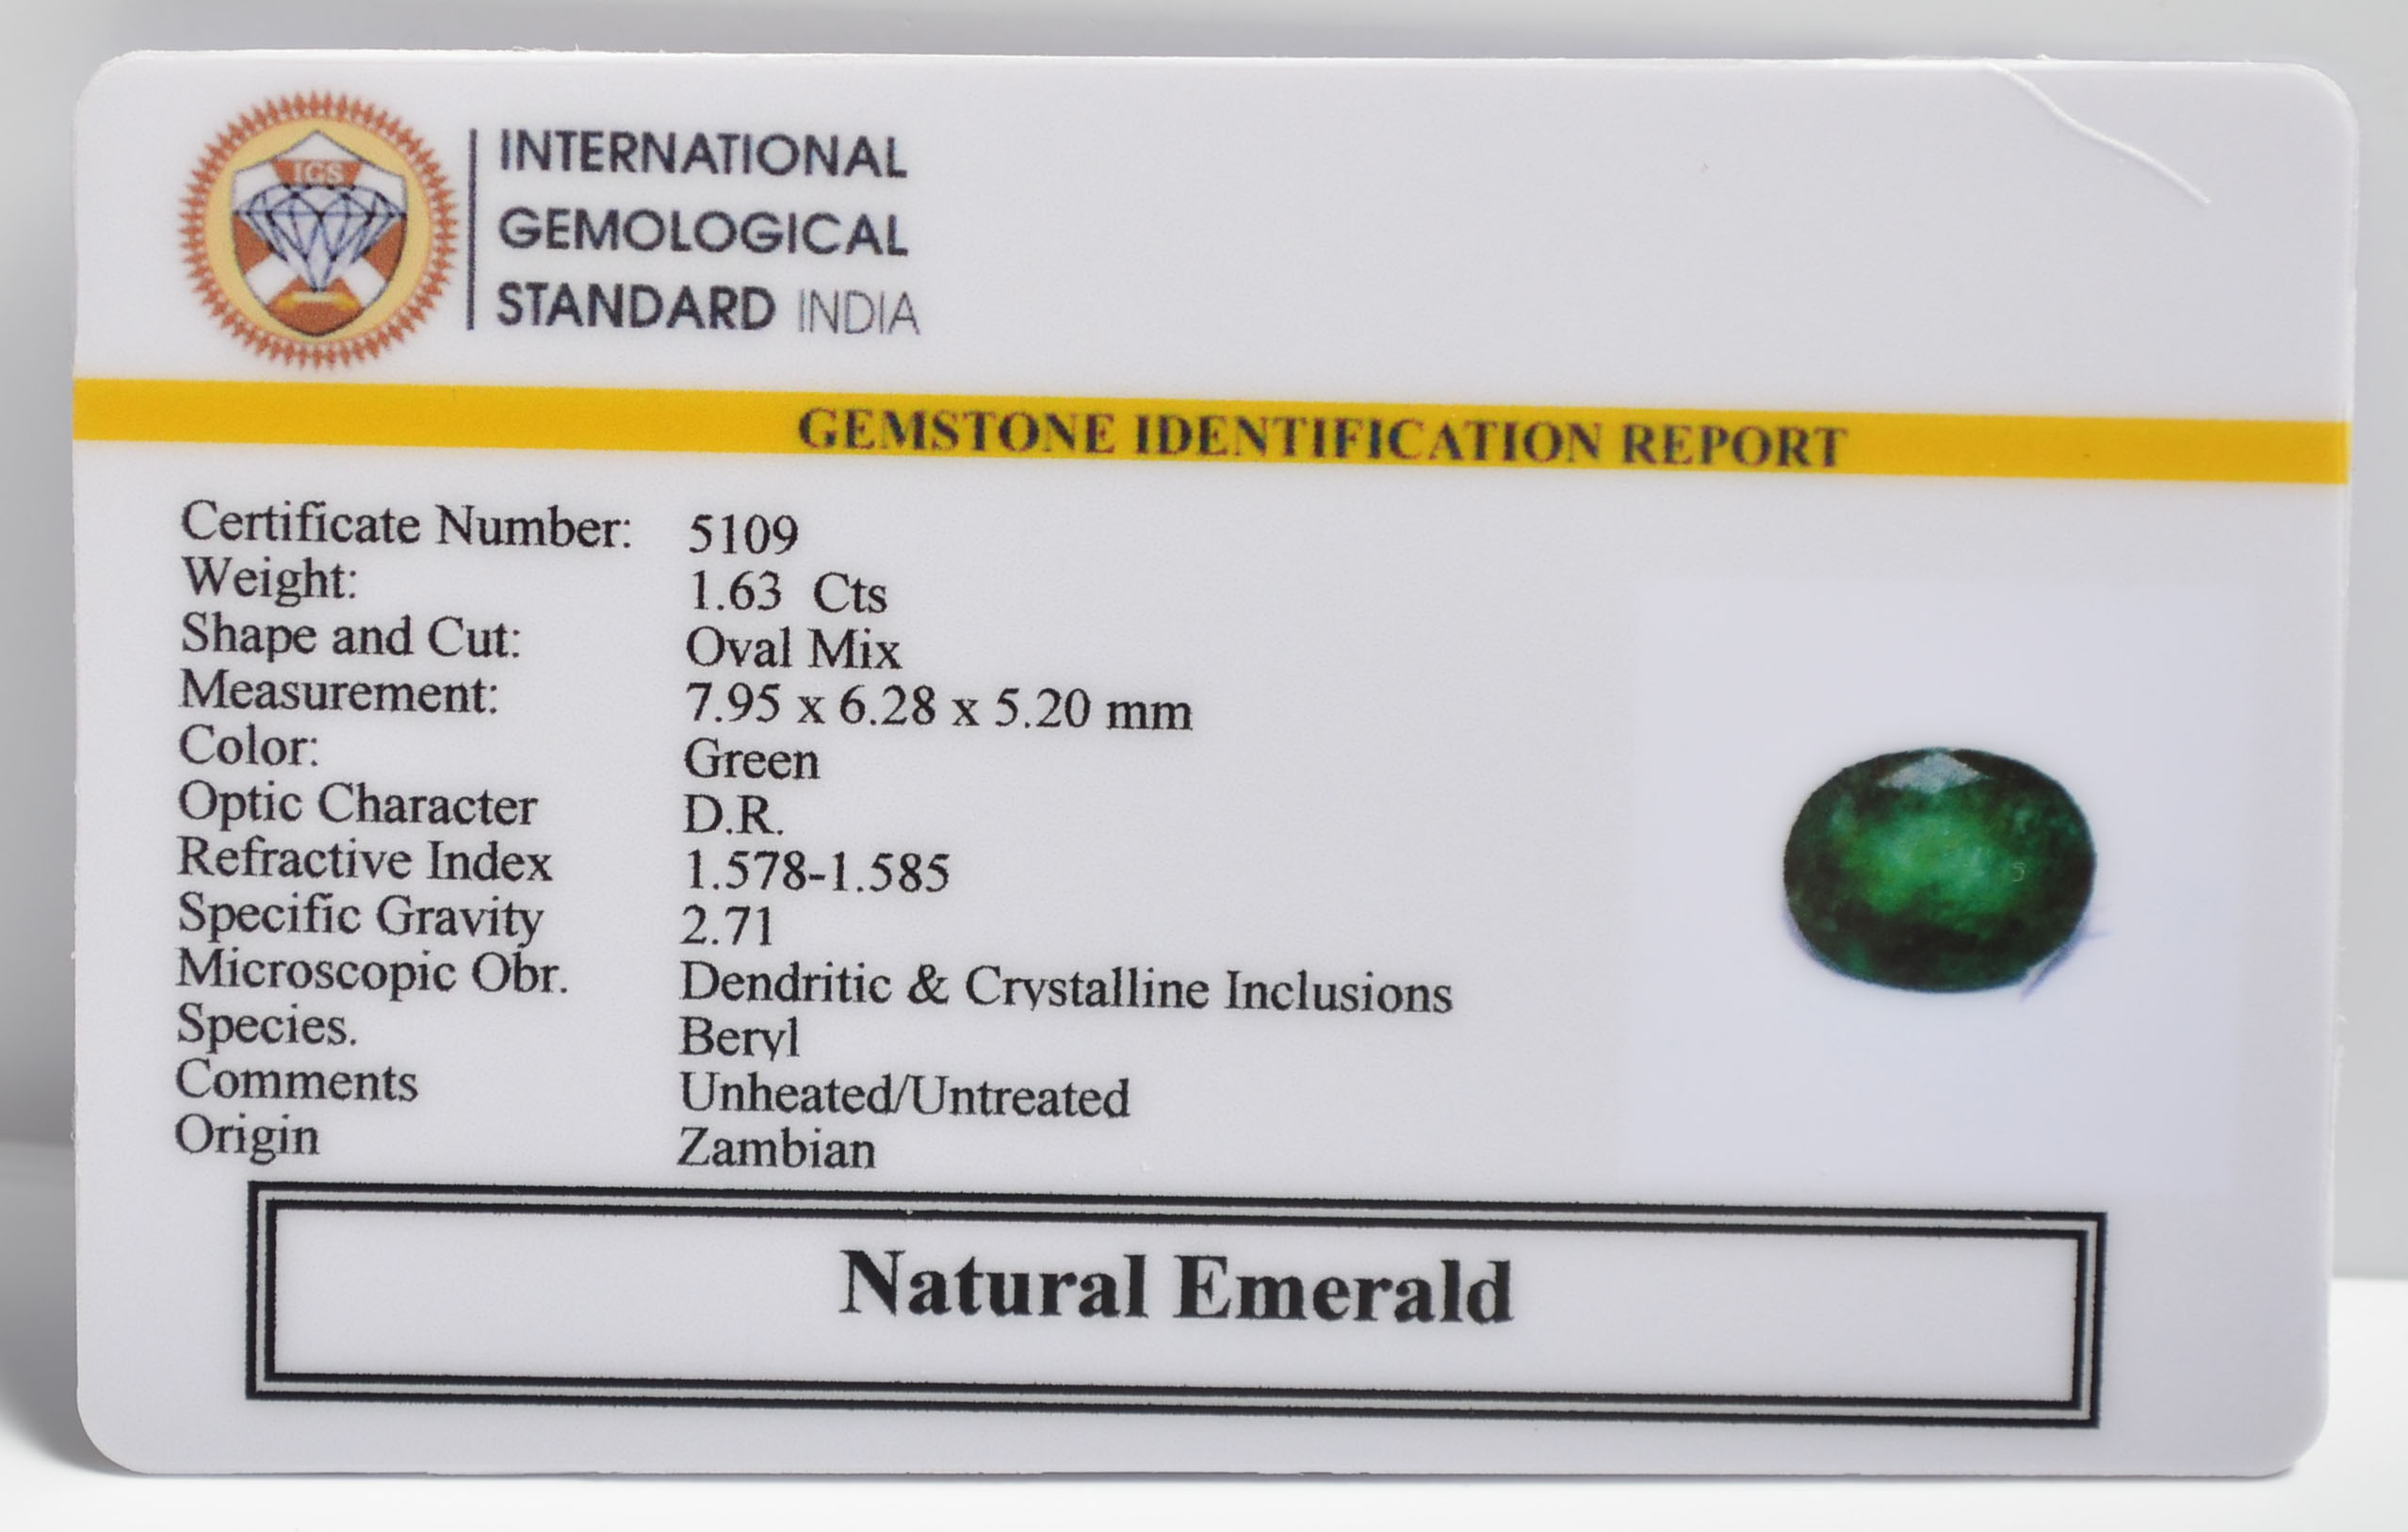 IGS
INTERNATIONAL
GEMOLOGICAL
STANDARD INDIA
GEMSTONE IDENTIFICATION REPORT
Certificate Number: 5109
Weight: 1.63 Cts
Shape and Cut: Oval Mix
Measurement: 7.95 x 6.28 x 5.20 mm
Color: Green
Optic Character D.R.
Refractive Index 1.578-1.585
Specific Gravity 2.71
Microscopic Obr. Dendritic & Crystalline Inclusions
Species. Beryl
Comments Unheated/Untreated
Origin Zambian
Natural Emerald